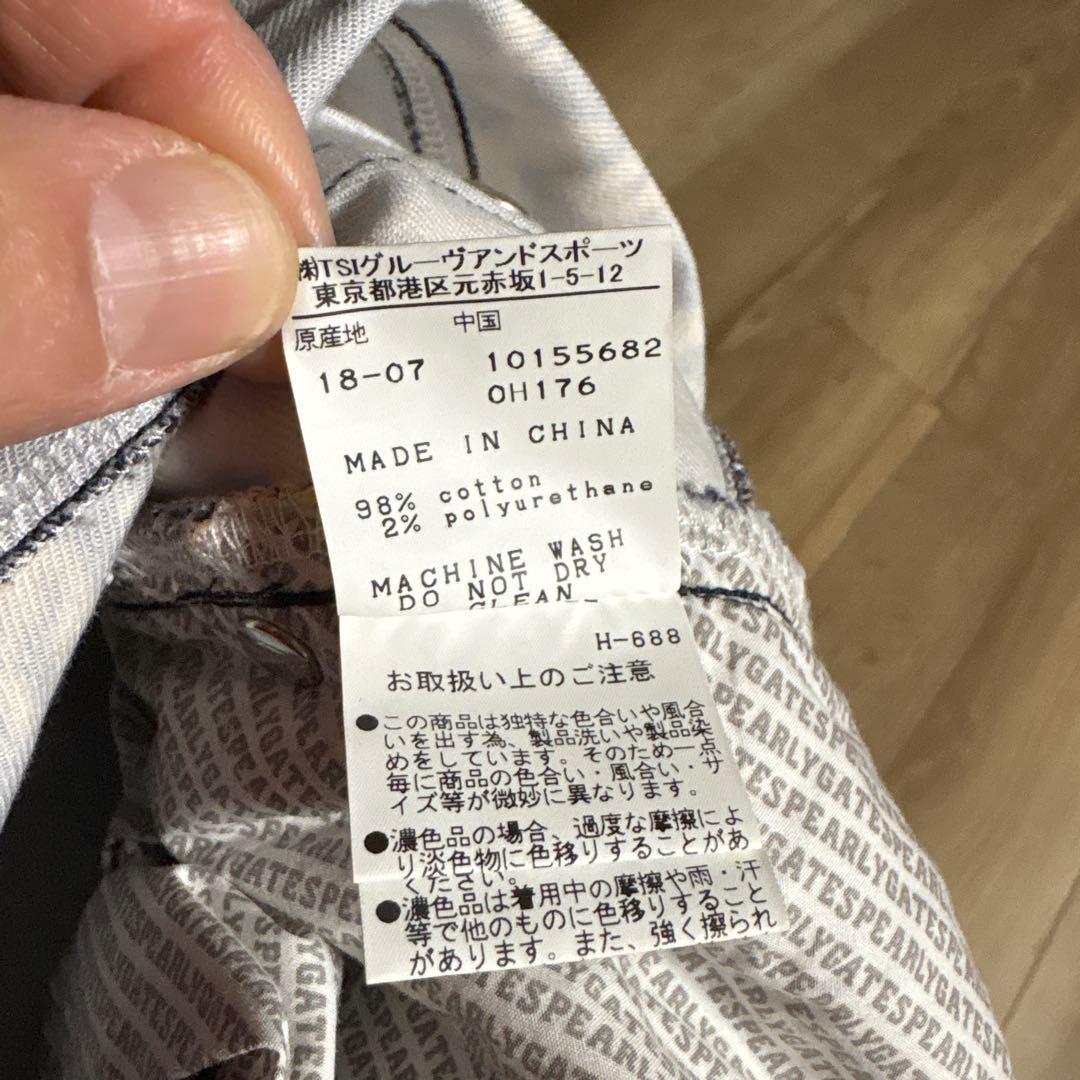 ㈱TSIグルーヴアンドスポーツ
東京都港区元赤坂1-5-12
原産地 中国
18-07 10155682
OH176
MADE IN CHINA
98% cotton
2% polyurethane
MACHINE WASH
DO NOT DRY
CLEAN
H-688
お取扱い上のご注意
●この商品は独特な色合いや風合
いを出す為、製品洗いや製品染
めをしています。そのため一点
毎に商品の色合い・風合い・サ
イズ等が微妙に異なります。
●濃色品の場合、過度な摩擦によ
り淡色物に色移りすることがあ
ください。
●濃色品は着用中の摩擦や雨・汗
等で他のものに色移りすること
があります。また、強く擦られ
PEARLYGATES